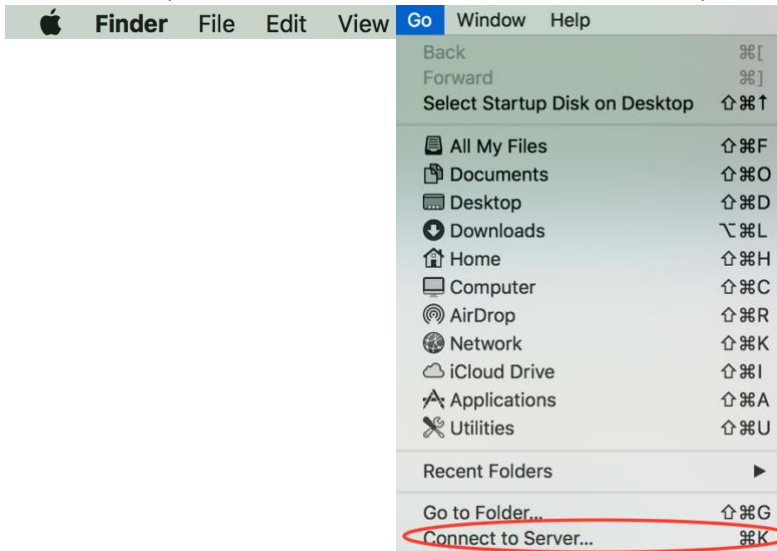 Finder File Edit View Go Window Help
Back ⌘[
Forward ⌘]
Select Startup Disk on Desktop ⇧⌘↑
All My Files ⇧⌘F
Documents ⇧⌘O
Desktop ⇧⌘D
Downloads ⌥⌘L
Home ⇧⌘H
Computer ⇧⌘C
AirDrop ⇧⌘R
Network ⇧⌘K
iCloud Drive ⇧⌘I
Applications ⇧⌘A
Utilities ⇧⌘U
Recent Folders ▶
Go to Folder... ⇧⌘G
Connect to Server... ⌘K